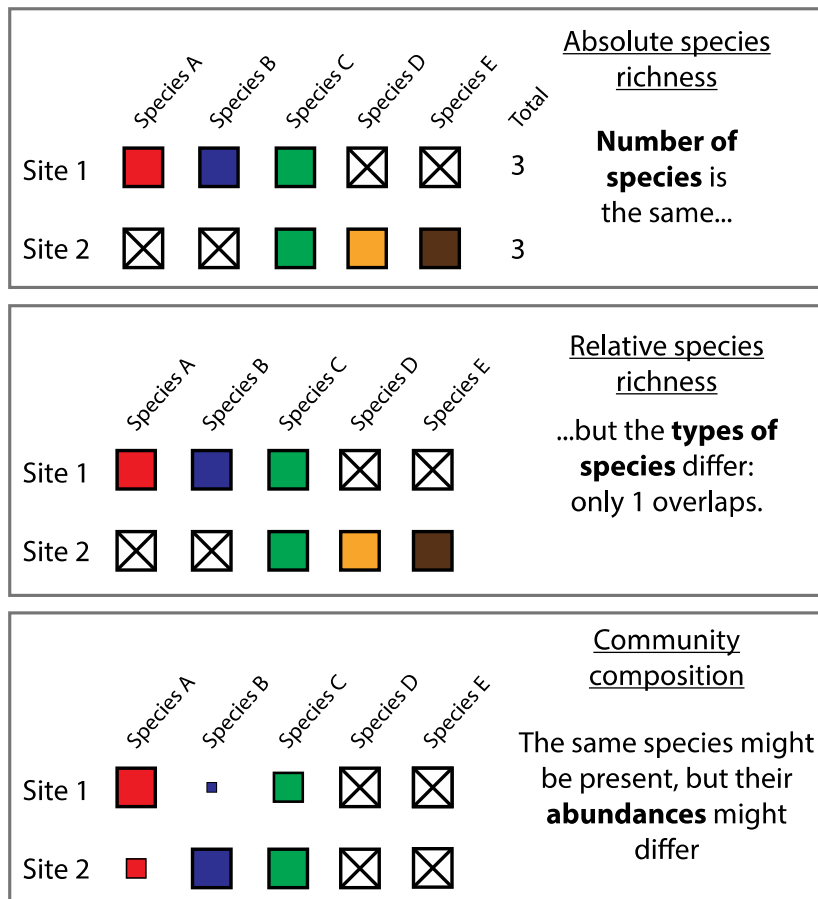 Species A
Species B
Species C
Species D
Species E
Total
Site 1
3
Site 2
3
Absolute species
richness
Number of
species is
the same...
Species A
Species B
Species C
Species D
Species E
Site 1
Site 2
Relative species
richness
...but the types of
species differ:
only 1 overlaps.
Species A
Species B
Species C
Species D
Species E
Site 1
Site 2
Community
composition
The same species might
be present, but their
abundances might
differ